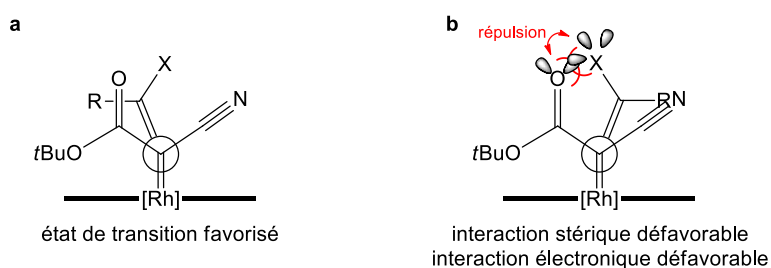 a
b
répulsion
X
O
R
N
tBuO
[Rh]
X
O
RN
tBuO
[Rh]
état de transition favorisé
interaction stérique défavorable
interaction électronique défavorable